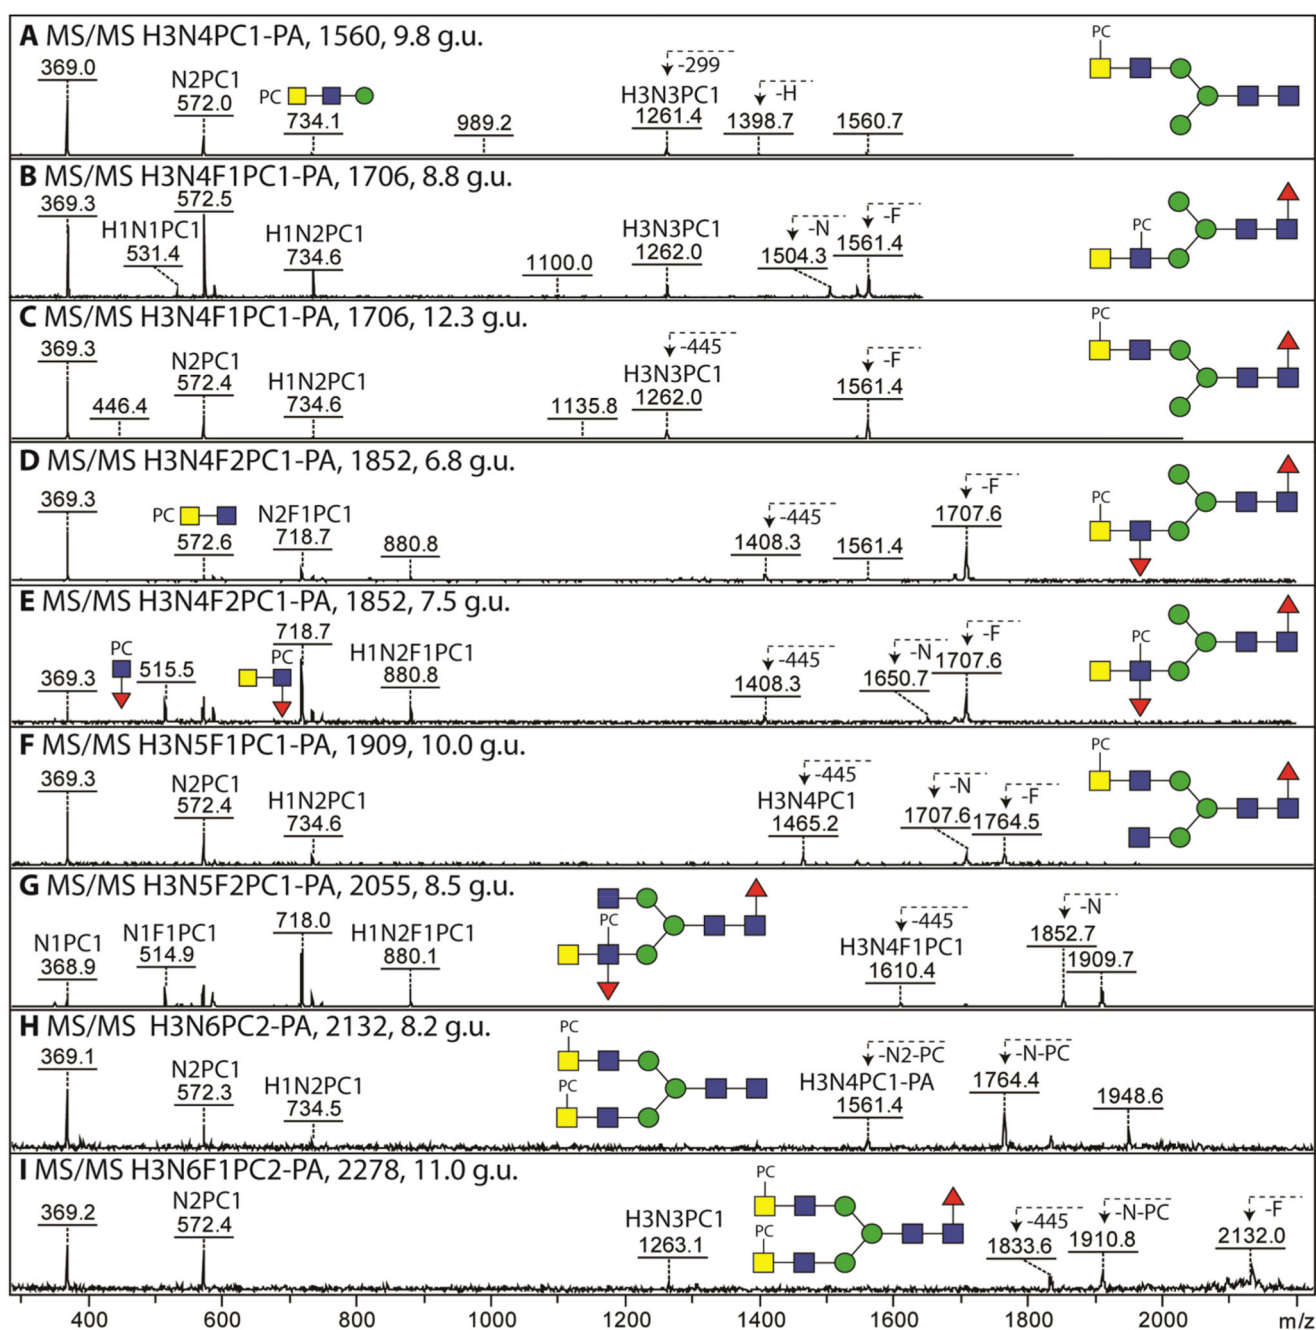 A MS/MS H3N4PC1-PA, 1560, 9.8 g.u.
369.0
N2PC1
572.0
PC
734.1
989.2
-299
H3N3PC1
1261.4
-H
1398.7
1560.7
PC
B MS/MS H3N4F1PC1-PA, 1706, 8.8 g.u.
369.3
H1N1PC1
531.4
572.5
H1N2PC1
734.6
1100.0
H3N3PC1
1262.0
-N
1504.3
-F
1561.4
PC
C MS/MS H3N4F1PC1-PA, 1706, 12.3 g.u.
369.3
446.4
N2PC1
572.4
H1N2PC1
734.6
1135.8
-445
H3N3PC1
1262.0
-F
1561.4
PC
D MS/MS H3N4F2PC1-PA, 1852, 6.8 g.u.
369.3
PC
572.6
N2F1PC1
718.7
880.8
-445
1408.3
1561.4
-F
1707.6
PC
E MS/MS H3N4F2PC1-PA, 1852, 7.5 g.u.
369.3
PC
515.5
PC
718.7
H1N2F1PC1
880.8
-445
1408.3
-N
1650.7
-F
1707.6
PC
F MS/MS H3N5F1PC1-PA, 1909, 10.0 g.u.
369.3
N2PC1
572.4
H1N2PC1
734.6
-445
H3N4PC1
1465.2
-N
1707.6
-F
1764.5
PC
G MS/MS H3N5F2PC1-PA, 2055, 8.5 g.u.
N1PC1
368.9
N1F1PC1
514.9
718.0
H1N2F1PC1
880.1
PC
-445
H3N4F1PC1
1610.4
-N
1852.7
1909.7
H MS/MS H3N6PC2-PA, 2132, 8.2 g.u.
369.1
N2PC1
572.3
H1N2PC1
734.5
PC
PC
-N2-PC
H3N4PC1-PA
1561.4
-N-PC
1764.4
1948.6
I MS/MS H3N6F1PC2-PA, 2278, 11.0 g.u.
369.2
N2PC1
572.4
H3N3PC1
1263.1
PC
PC
-445
1833.6
-N-PC
1910.8
-F
2132.0
400 600 800 1000 1200 1400 1600 1800 2000 m/z